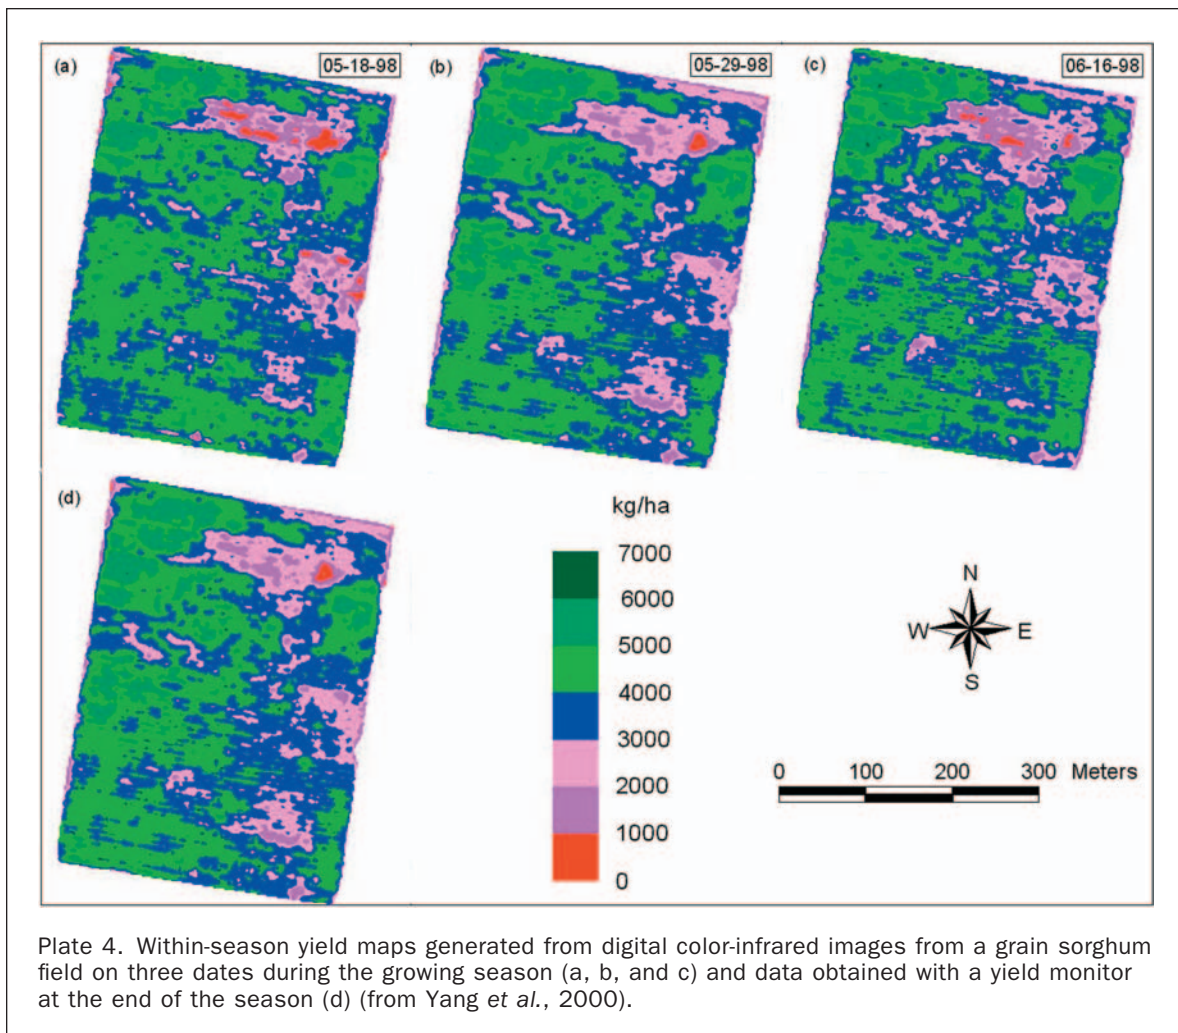 (a)
05-18-98
(b)
05-29-98
(c)
06-16-98
(d)
kg/ha
7000
6000
5000
4000
3000
2000
1000
0
N
W E
S
0 100 200 300 Meters
Plate 4. Within-season yield maps generated from digital color-infrared images from a grain sorghum
field on three dates during the growing season (a, b, and c) and data obtained with a yield monitor
at the end of the season (d) (from Yang et al., 2000).